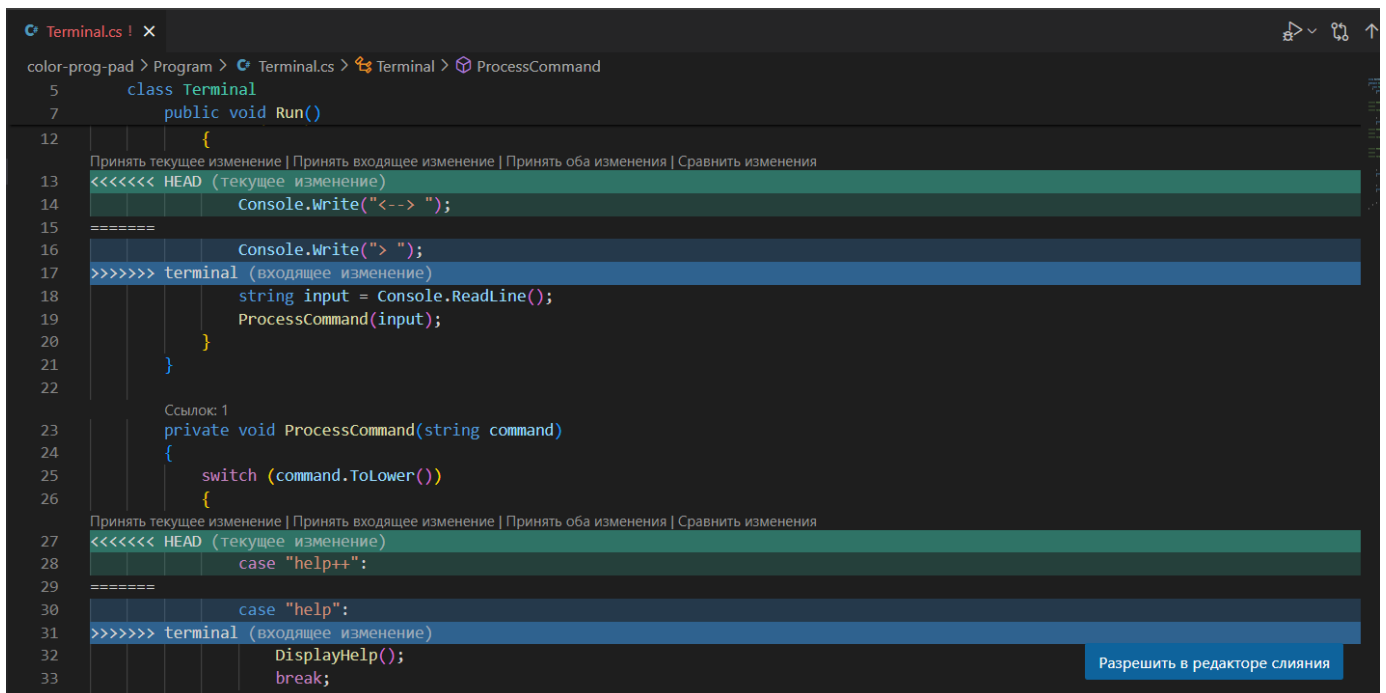 C# Terminal.cs !
color-prog-pad > Program > C# Terminal.cs > Terminal > ProcessCommand
5 class Terminal
7 public void Run()
12 {
Принять текущее изменение | Принять входящее изменение | Принять оба изменения | Сравнить изменения
13 <<<<<<< HEAD (текущее изменение)
14 Console.Write("<--> ");
15 =======
16 Console.Write("> ");
17 >>>>>>> terminal (входящее изменение)
18 string input = Console.ReadLine();
19 ProcessCommand(input);
20 }
21 }
22
Ссылок: 1
23 private void ProcessCommand(string command)
24 {
25 switch (command.ToLower())
26 {
Принять текущее изменение | Принять входящее изменение | Принять оба изменения | Сравнить изменения
27 <<<<<<< HEAD (текущее изменение)
28 case "help++":
29 =======
30 case "help":
31 >>>>>>> terminal (входящее изменение)
32 DisplayHelp();
33 break;
Разрешить в редакторе слияния